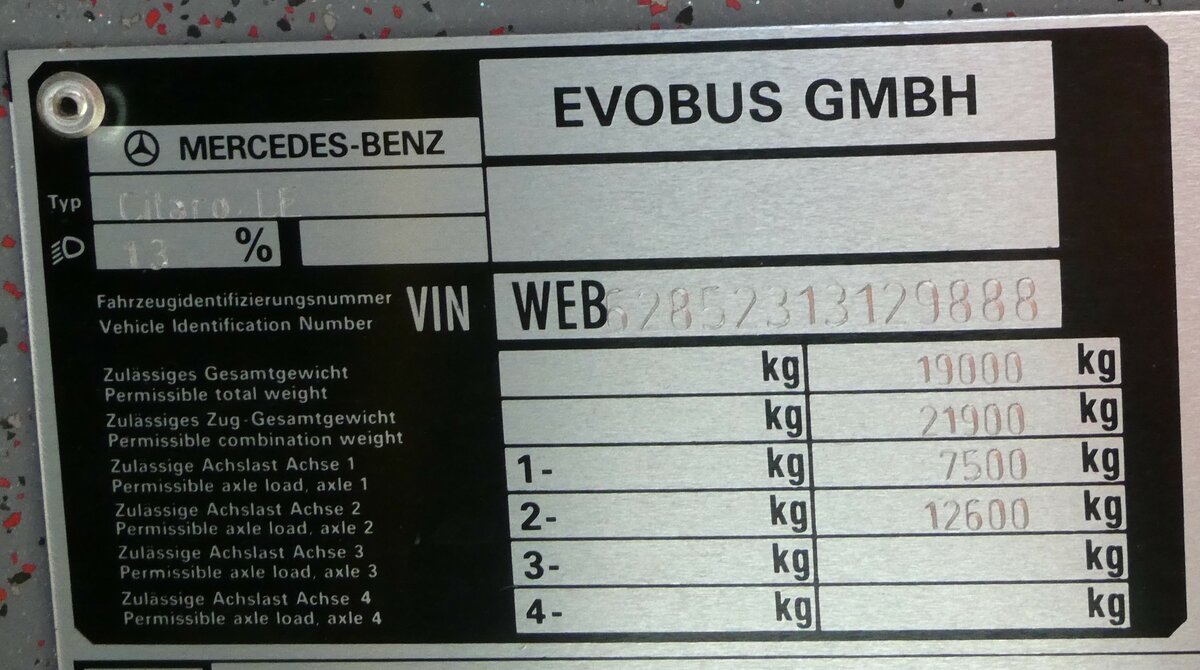 EVOBUS GMBH
MERCEDES-BENZ
Typ Citaro LE
1.3 %
Fahrzeugidentifizierungsnummer
Vehicle Identification Number
VIN WEB62852313129888
Zulässiges Gesamtgewicht
Permissible total weight
kg 19000 kg
Zulässiges Zug-Gesamtgewicht
Permissible combination weight
kg 21900 kg
Zulässige Achslast Achse 1
Permissible axle load, axle 1
1- kg 7500 kg
Zulässige Achslast Achse 2
Permissible axle load, axle 2
2- kg 12600 kg
Zulässige Achslast Achse 3
Permissible axle load, axle 3
3- kg kg
Zulässige Achslast Achse 4
Permissible axle load, axle 4
4- kg kg